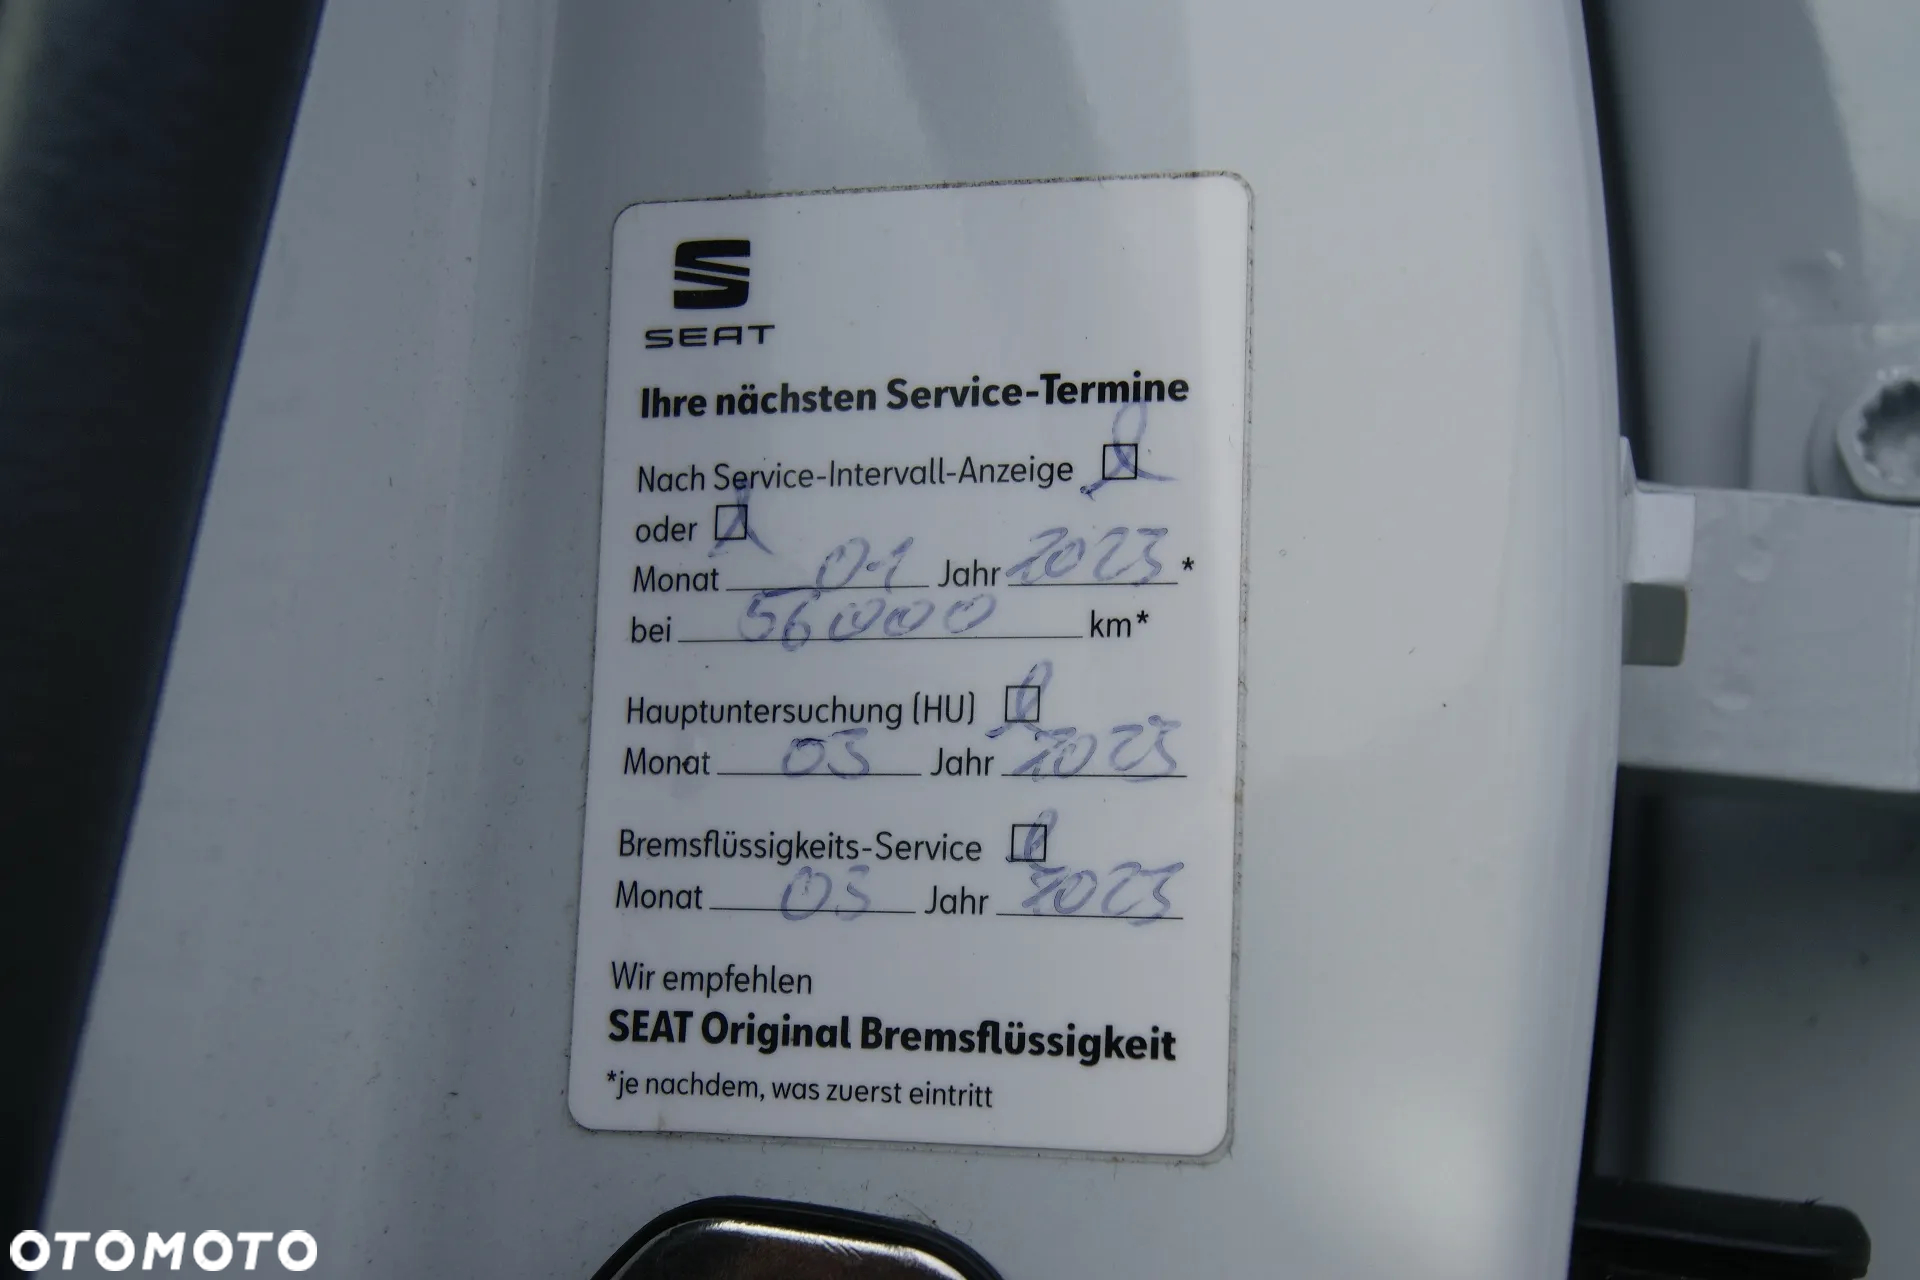 SEAT
Ihre nächsten Service-Termine
Nach Service-Intervall-Anzeige
oder
Monat 01 Jahr 2023 *
bei 56000 km*
Hauptuntersuchung (HU)
Monat 03 Jahr 2023
Bremsflüssigkeits-Service
Monat 03 Jahr 2023
Wir empfehlen
SEAT Original Bremsflüssigkeit
*je nachdem, was zuerst eintritt
OTOMOTO